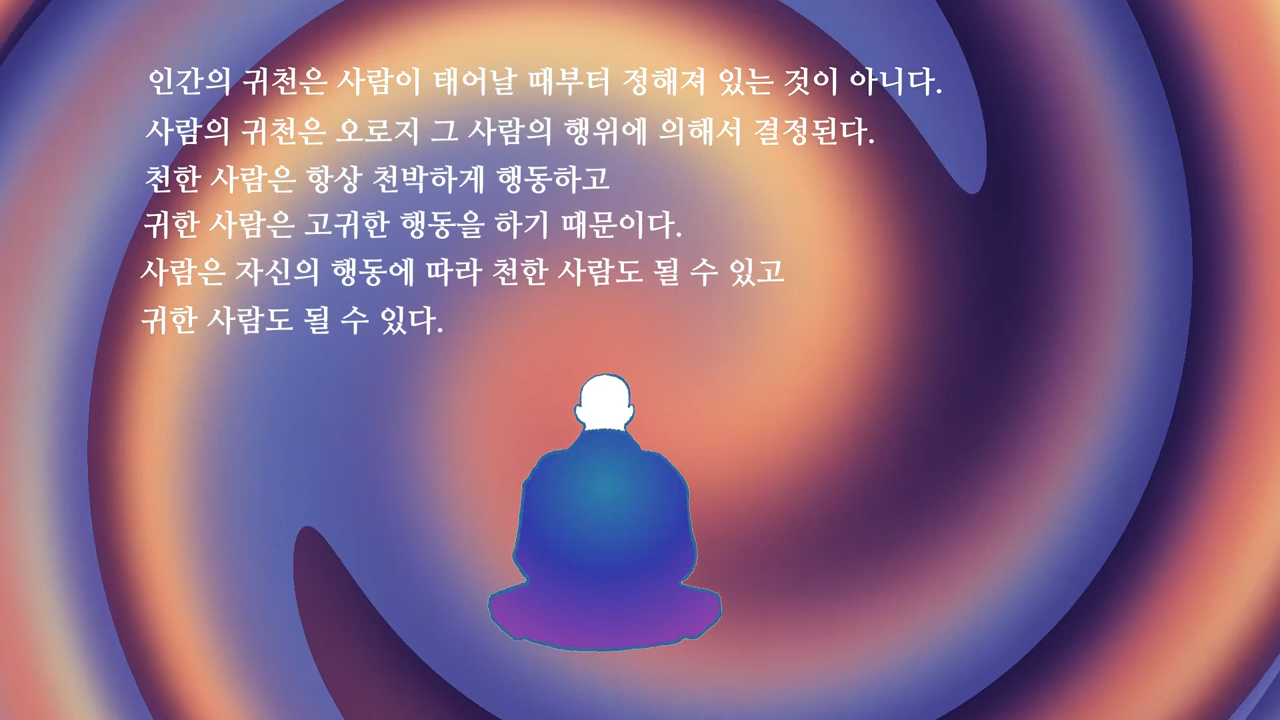 인간의 귀천은 사람이 태어날 때부터 정해져 있는 것이 아니다.
사람의 귀천은 오로지 그 사람의 행위에 의해서 결정된다.
천한 사람은 항상 천박하게 행동하고
귀한 사람은 고귀한 행동을 하기 때문이다.
사람은 자신의 행동에 따라 천한 사람도 될 수 있고
귀한 사람도 될 수 있다.